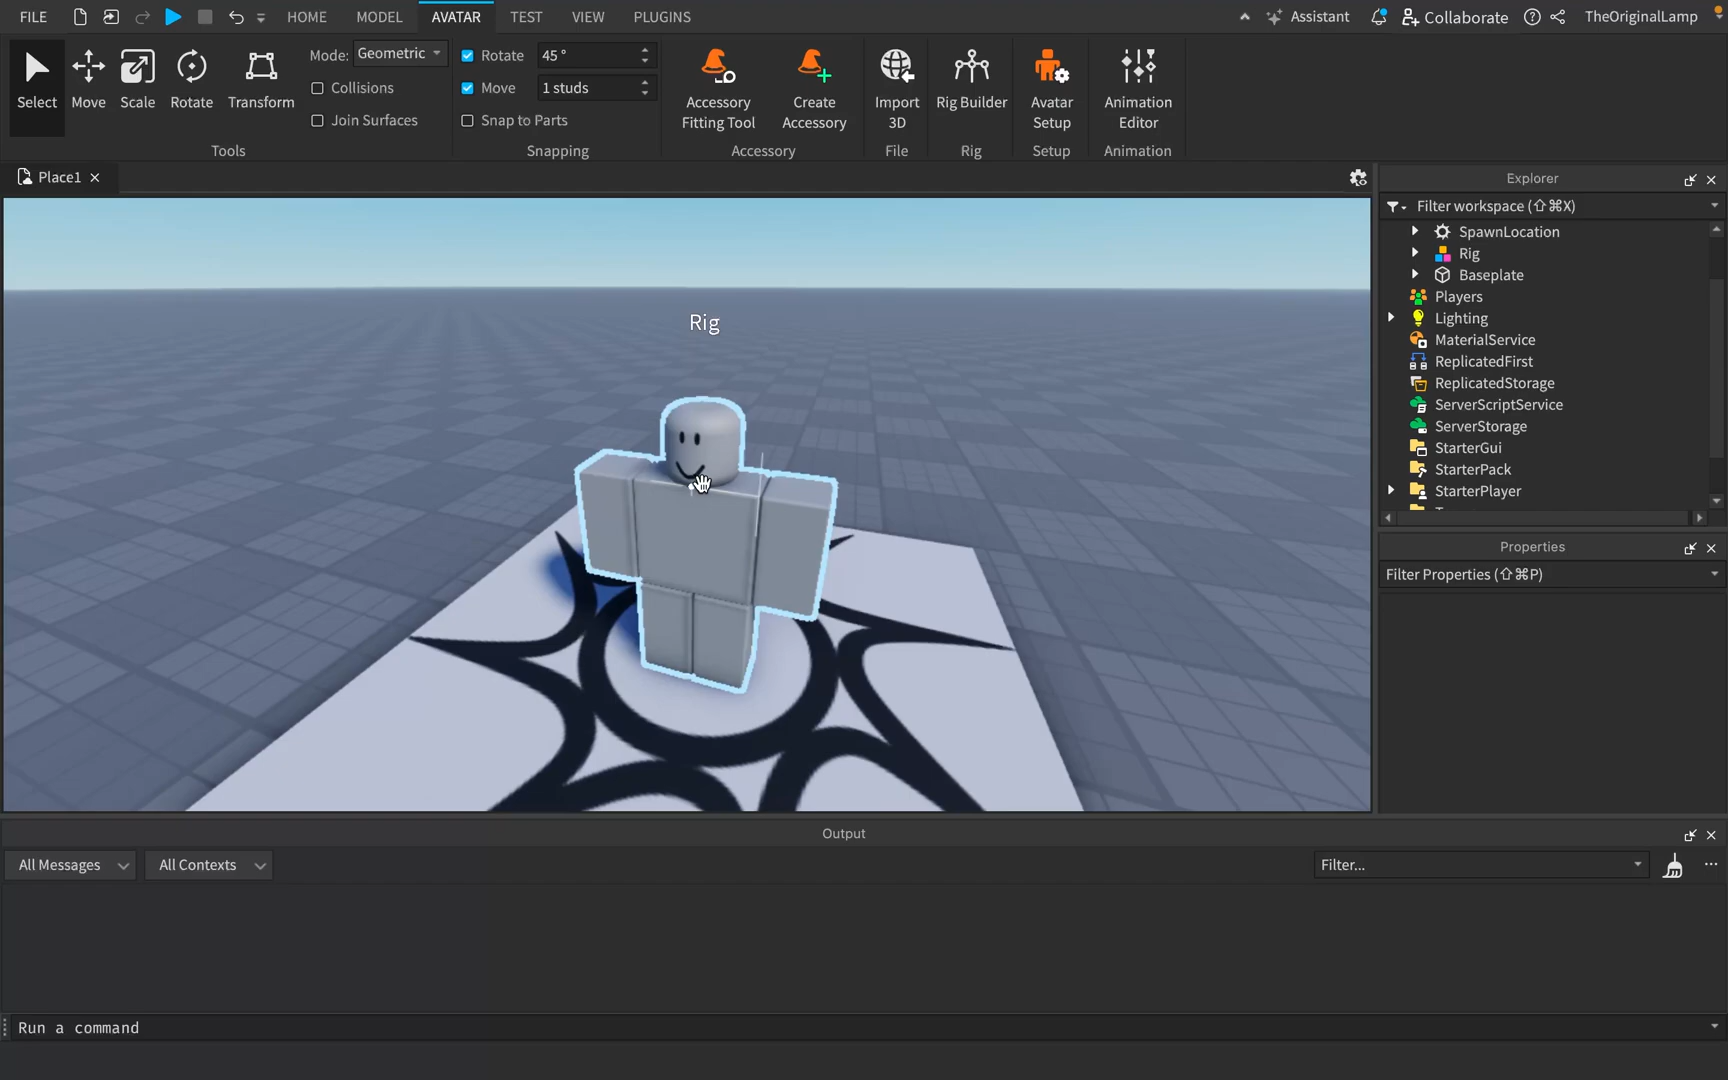 FILE HOME MODEL AVATAR TEST VIEW PLUGINS Assistant Collaborate TheOriginalLamp
Select Move Scale Rotate Transform
Mode: Geometric
Collisions
Join Surfaces
Tools
Rotate 45 °
Move 1 studs
Snap to Parts
Snapping
Accessory Fitting Tool
Create Accessory
Accessory
Import 3D
File
Rig Builder
Rig
Avatar Setup
Setup
Animation Editor
Animation
Place1
Rig
Explorer
Filter workspace (⇧⌘X)
SpawnLocation
Rig
Baseplate
Players
Lighting
MaterialService
ReplicatedFirst
ReplicatedStorage
ServerScriptService
ServerStorage
StarterGui
StarterPack
StarterPlayer
Properties
Filter Properties (⇧⌘P)
Output
All Messages All Contexts Filter...
Run a command